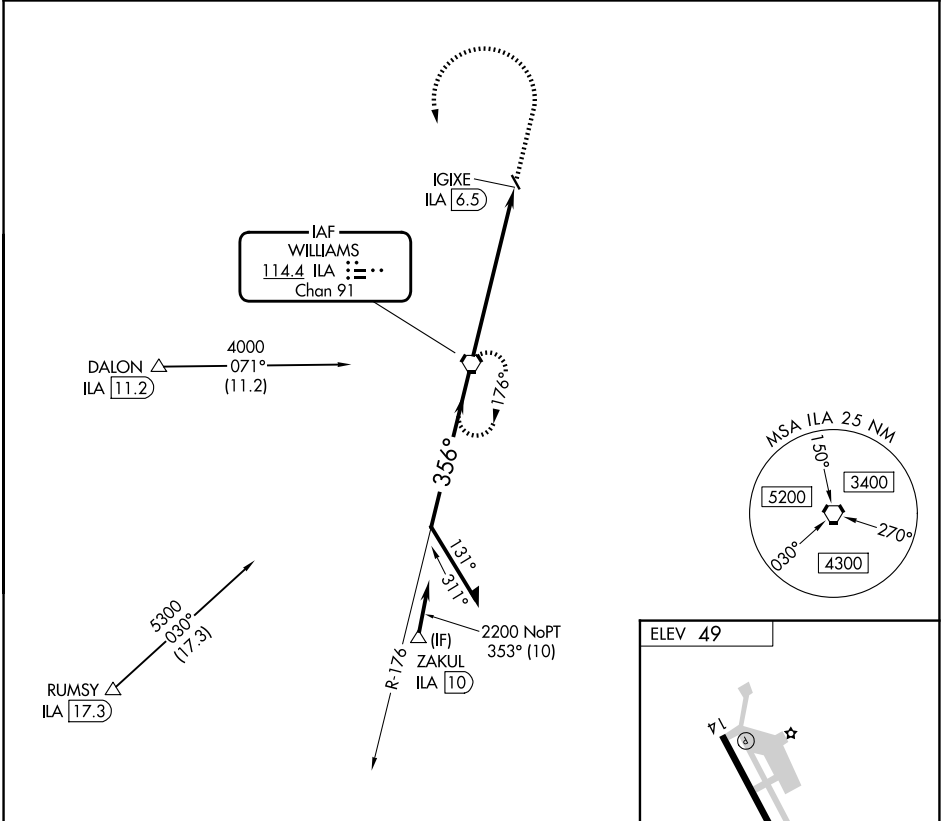 IGIXE
ILA 6.5
IAF
WILLIAMS
114.4 ILA
Chan 91
4000
071°
(11.2)
DALON
ILA 11.2
176°
356°
131°
311°
R-176
2200 NoPT
353° (10)
(IF)
ZAKUL
ILA 10
5300
030°
(17.3)
RUMSY
ILA 17.3
MSA ILA 25 NM
150°
3400
5200
270°
030°
4300
ELEV 49
14
P